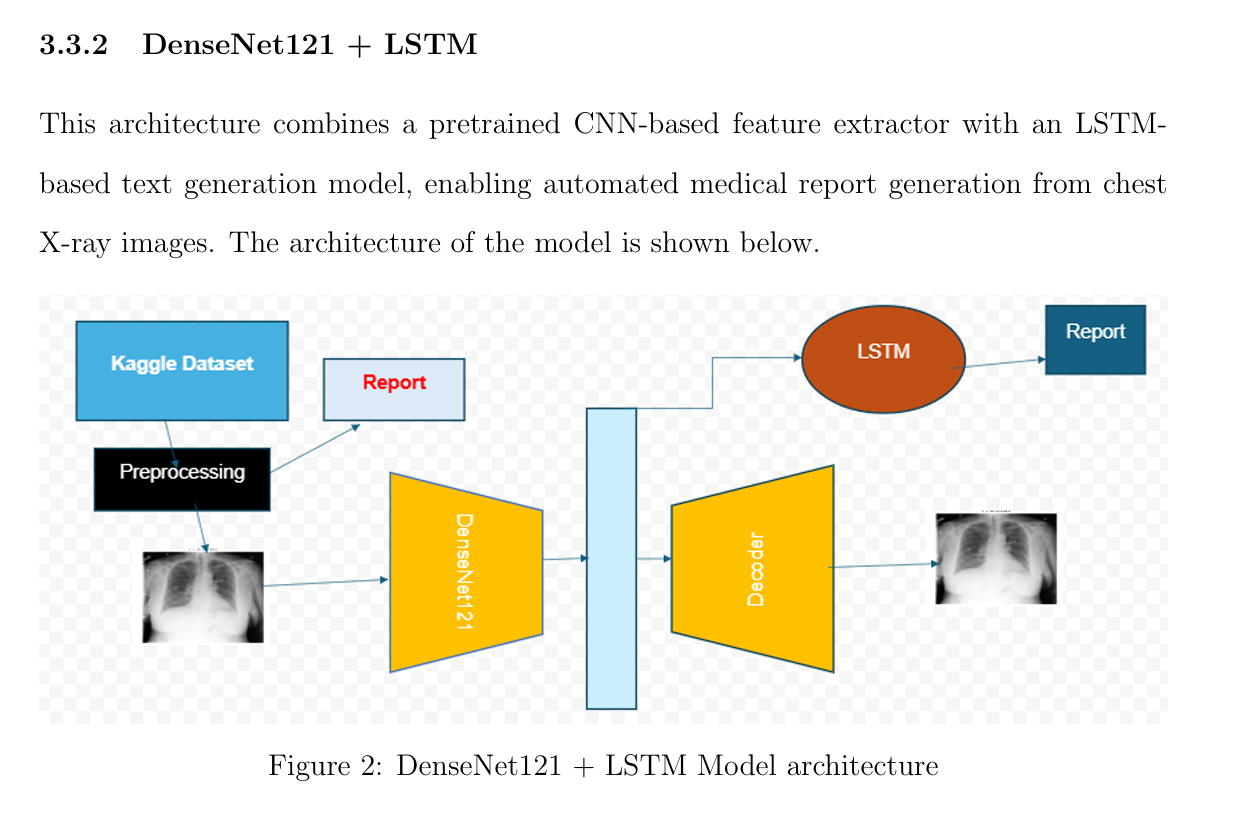 3.3.2 DenseNet121 + LSTM
This architecture combines a pretrained CNN-based feature extractor with an LSTM-
based text generation model, enabling automated medical report generation from chest
X-ray images. The architecture of the model is shown below.
Kaggle Dataset
Report
Preprocessing
DenseNet121
LSTM
Report
Decoder
Figure 2: DenseNet121 + LSTM Model architecture